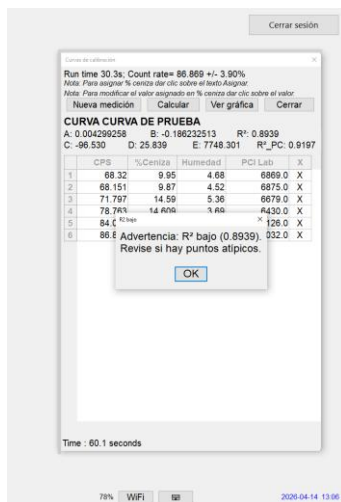 Cerrar sesión
Curvas de calibración ×
Run time 30.3s; Count rate= 86.869 +/- 3.90%
Nota: Para asignar % ceniza dar clic sobre el texto Asignar.
Nota: Para modificar el valor asignado en % ceniza dar clic sobre el valor.
Nueva medición Calcular Ver gráfica Cerrar
CURVA CURVA DE PRUEBA
A: 0.004299258 B: -0.186232513 R²: 0.8939
C: -96.530 D: 25.839 E: 7748.301 R²_PC: 0.9197
CPS %Ceniza Humedad PCI Lab X
1 68.32 9.95 4.68 6869.0 X
2 68.151 9.87 4.52 6875.0 X
3 71.797 14.59 5.36 6679.0 X
4 78.763 14.609 3.69 6430.0 X
5 84.0 126.0 X
6 86.8 032.0 X
R2 bajo ×
Advertencia: R² bajo (0.8939).
Revise si hay puntos atípicos.
OK
Time : 60.1 seconds
78% WiFi 2026-04-14 13:06